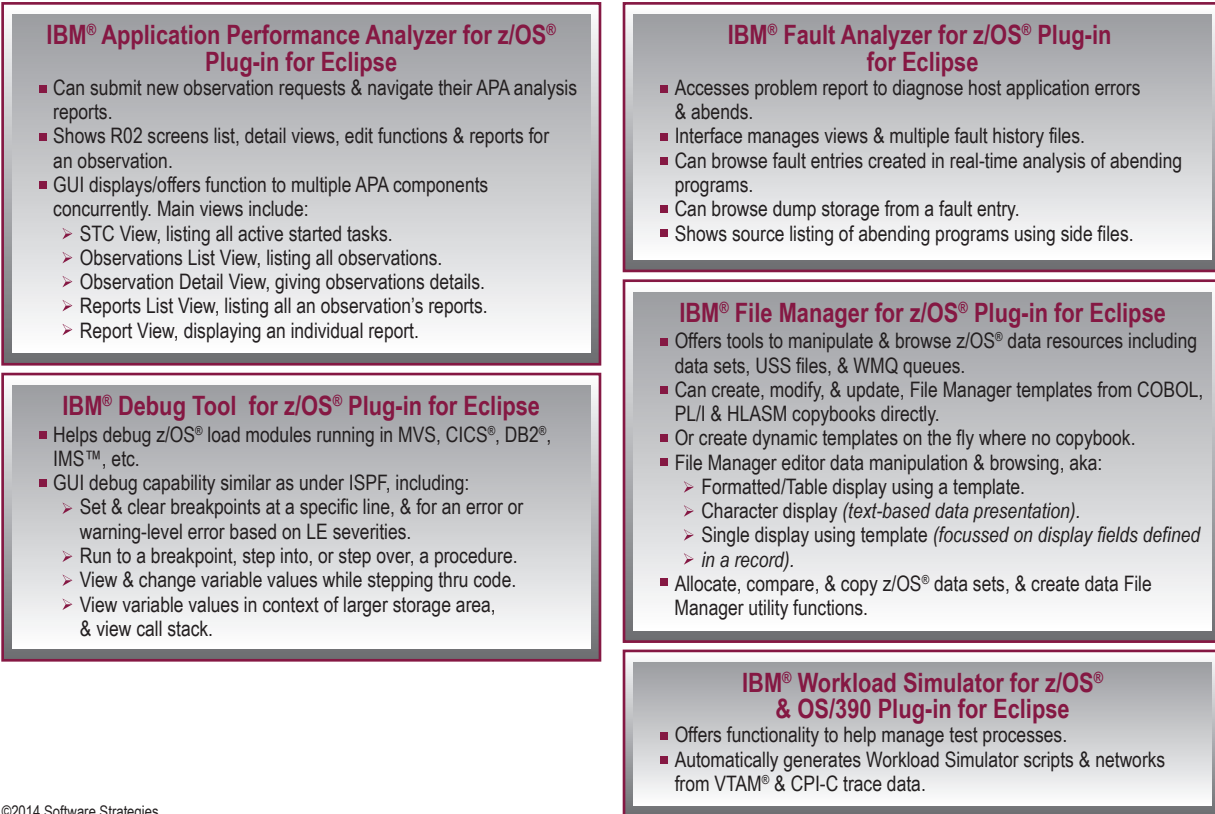 IBM® Application Performance Analyzer for z/OS®
Plug-in for Eclipse
■ Can submit new observation requests & navigate their APA analysis
reports.
■ Shows R02 screens list, detail views, edit functions & reports for
an observation.
■ GUI displays/offers function to multiple APA components
concurrently. Main views include:
➢ STC View, listing all active started tasks.
➢ Observations List View, listing all observations.
➢ Observation Detail View, giving observations details.
➢ Reports List View, listing all an observation's reports.
➢ Report View, displaying an individual report.
IBM® Debug Tool for z/OS® Plug-in for Eclipse
■ Helps debug z/OS® load modules running in MVS, CICS®, DB2®,
IMS™, etc.
■ GUI debug capability similar as under ISPF, including:
➢ Set & clear breakpoints at a specific line, & for an error or
warning-level error based on LE severities.
➢ Run to a breakpoint, step into, or step over, a procedure.
➢ View & change variable values while stepping thru code.
➢ View variable values in context of larger storage area,
& view call stack.
IBM® Fault Analyzer for z/OS® Plug-in
for Eclipse
■ Accesses problem report to diagnose host application errors
& abends.
■ Interface manages views & multiple fault history files.
■ Can browse fault entries created in real-time analysis of abending
programs.
■ Can browse dump storage from a fault entry.
■ Shows source listing of abending programs using side files.
IBM® File Manager for z/OS® Plug-in for Eclipse
■ Offers tools to manipulate & browse z/OS® data resources including
data sets, USS files, & WMQ queues.
■ Can create, modify, & update, File Manager templates from COBOL,
PL/I & HLASM copybooks directly.
■ Or create dynamic templates on the fly where no copybook.
■ File Manager editor data manipulation & browsing, aka:
➢ Formatted/Table display using a template.
➢ Character display (text-based data presentation).
➢ Single display using template (focussed on display fields defined
➢ in a record).
■ Allocate, compare, & copy z/OS® data sets, & create data File
Manager utility functions.
IBM® Workload Simulator for z/OS®
& OS/390 Plug-in for Eclipse
■ Offers functionality to help manage test processes.
■ Automatically generates Workload Simulator scripts & networks
from VTAM® & CPI-C trace data.
©2014 Software Strategies